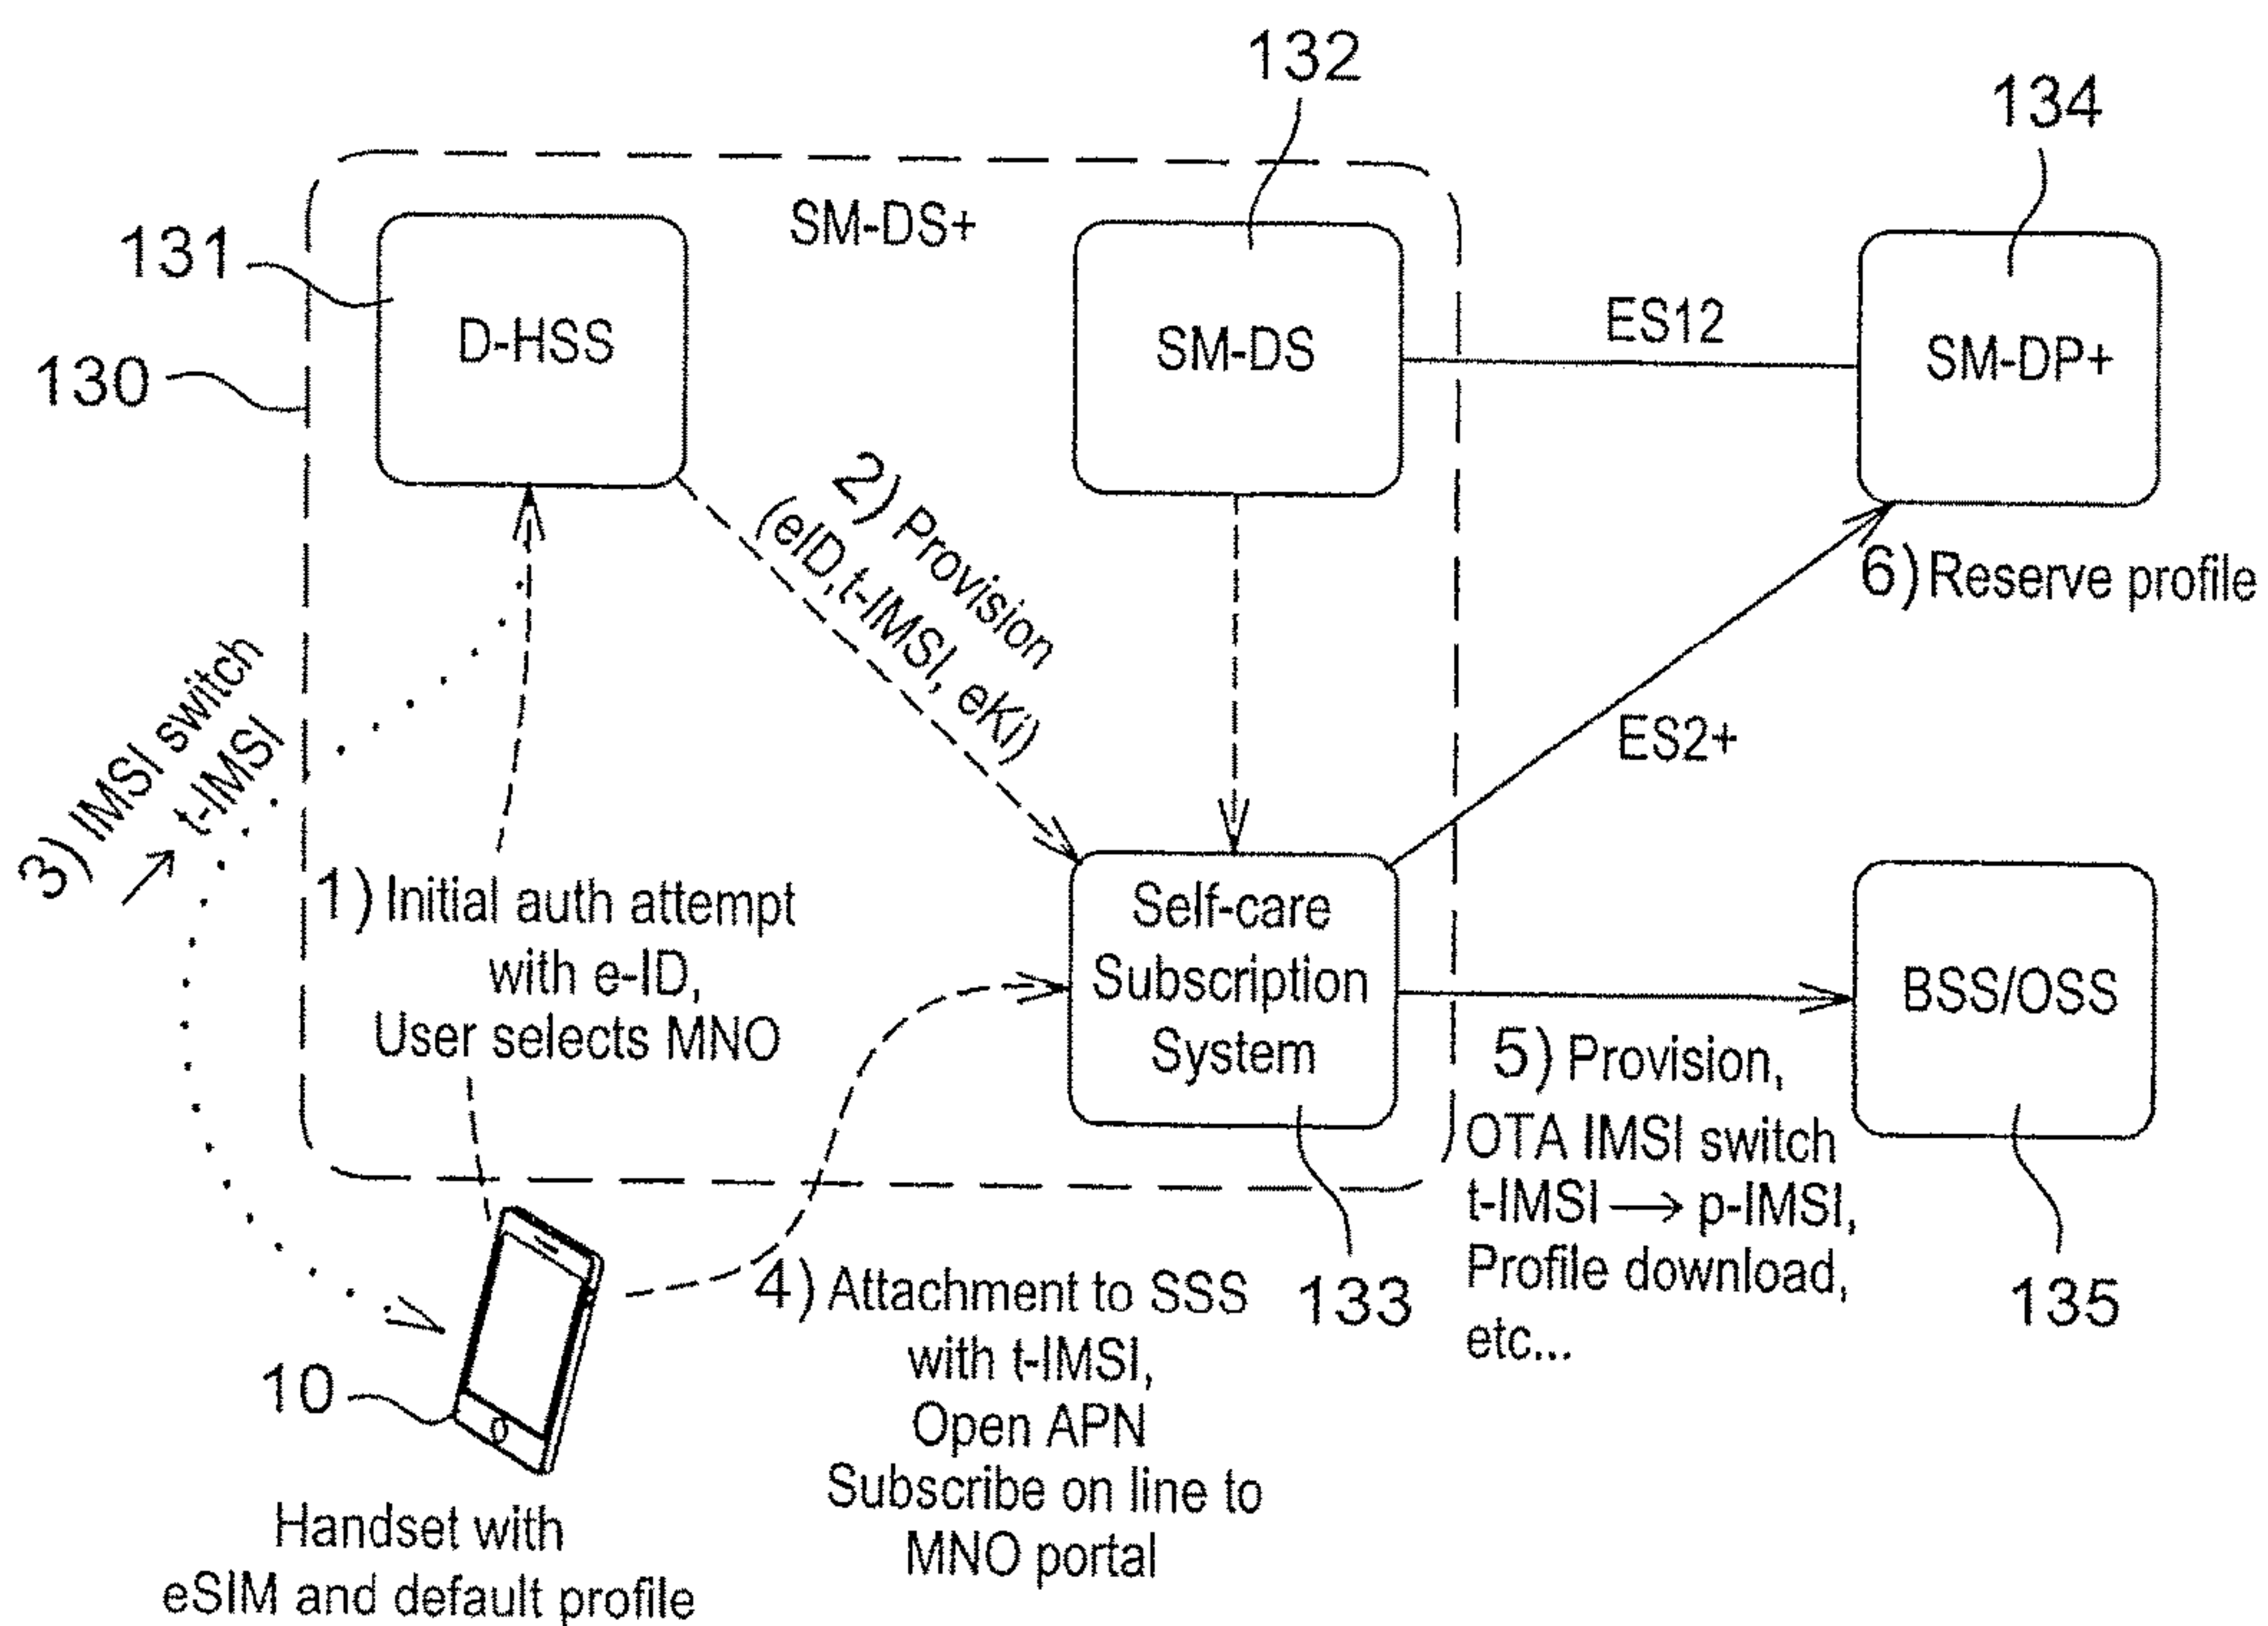 132
134
SM-DS+
131
D-HSS
SM-DS
ES12
SM-DP+
130
2) Provision
(eID,t-IMSI, eKi)
6) Reserve profile
3) IMSI switch
→ t-IMSI
ES2+
1) Initial auth attempt
with e-ID,
User selects MNO
Self-care
Subscription
System
BSS/OSS
5) Provision,
OTA IMSI switch
t-IMSI → p-IMSI,
Profile download,
etc...
4) Attachment to SSS
with t-IMSI,
Open APN
Subscribe on line to
MNO portal
133
135
10
Handset with
eSIM and default profile